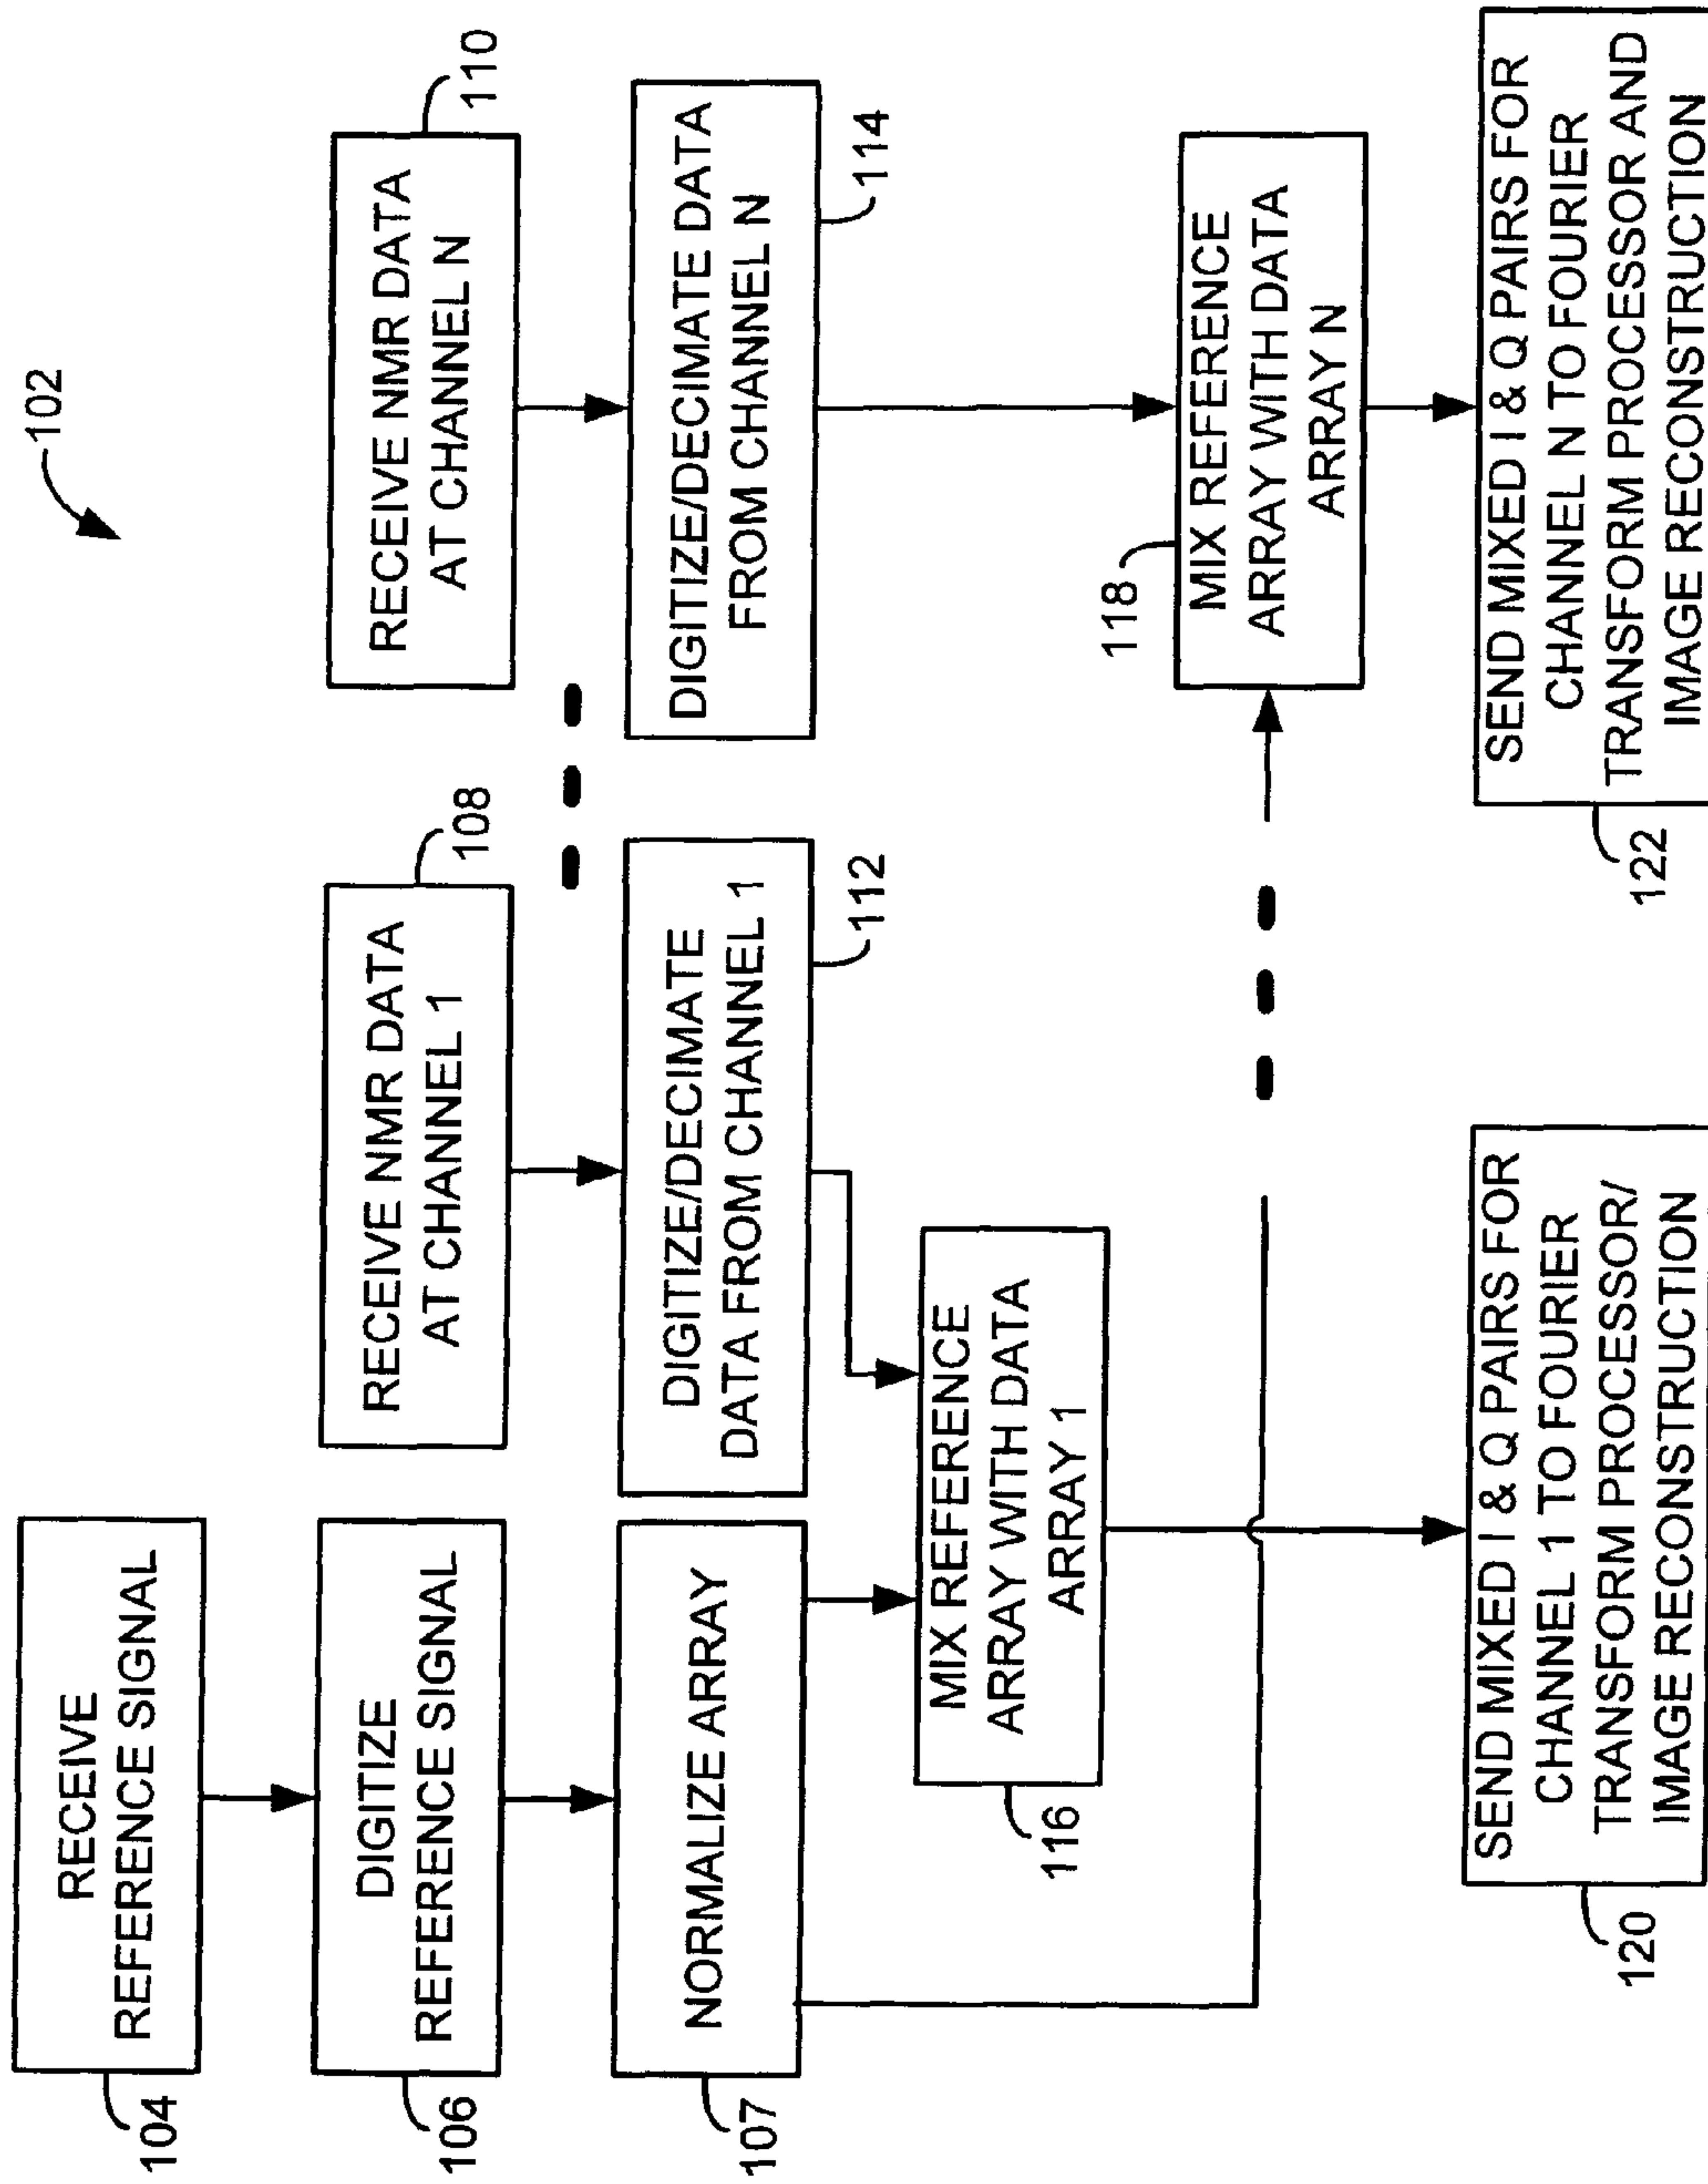 102
RECEIVE
REFERENCE SIGNAL
104
DIGITIZE
REFERENCE SIGNAL
106
NORMALIZE ARRAY
107
RECEIVE NMR DATA
AT CHANNEL 1
108
RECEIVE NMR DATA
AT CHANNEL N
110
DIGITIZE/DECIMATE
DATA FROM CHANNEL 1
112
DIGITIZE/DECIMATE DATA
FROM CHANNEL N
114
MIX REFERENCE
ARRAY WITH DATA
ARRAY 1
116
118
MIX REFERENCE
ARRAY WITH DATA
ARRAY N
SEND MIXED I & Q PAIRS FOR
CHANNEL 1 TO FOURIER
TRANSFORM PROCESSOR/
IMAGE RECONSTRUCTION
120
SEND MIXED I & Q PAIRS FOR
CHANNEL N TO FOURIER
TRANSFORM PROCESSOR AND
IMAGE RECONSTRUCTION
122